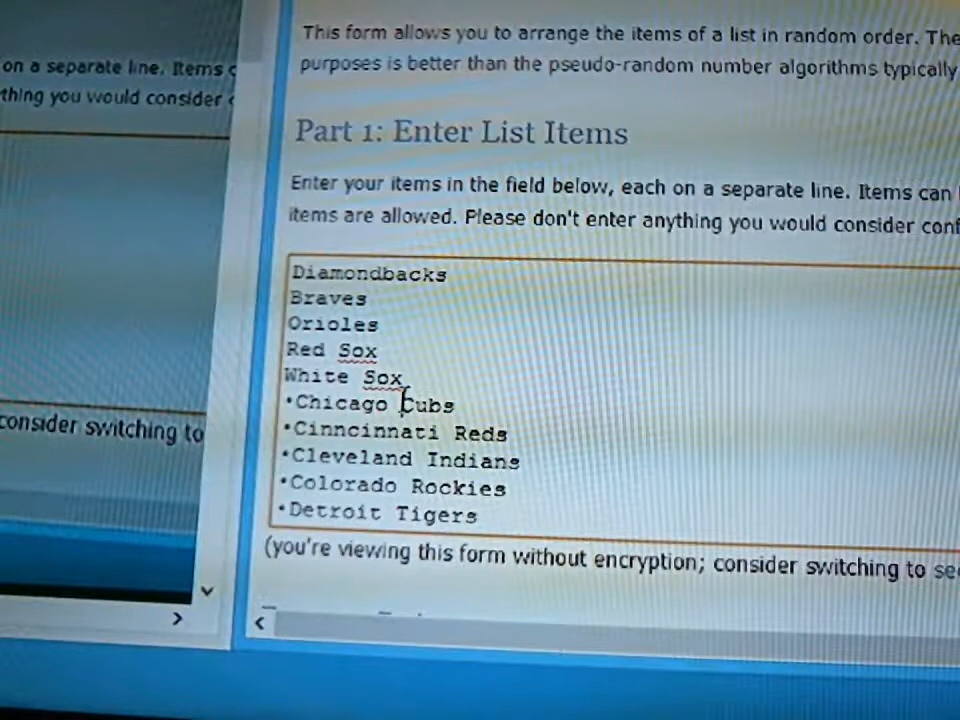 on a separate line. Items
thing you would consider
consider switching to
This form allows you to arrange the items of a list in random order. The
purposes is better than the pseudo-random number algorithms typically
Part 1: Enter List Items
Enter your items in the field below, each on a separate line. Items can
items are allowed. Please don't enter anything you would consider conf
Diamondbacks
Braves
Orioles
Red Sox
White Sox
•Chicago Cubs
•Cinncinnati Reds
•Cleveland Indians
•Colorado Rockies
•Detroit Tigers
(you're viewing this form without encryption; consider switching to se